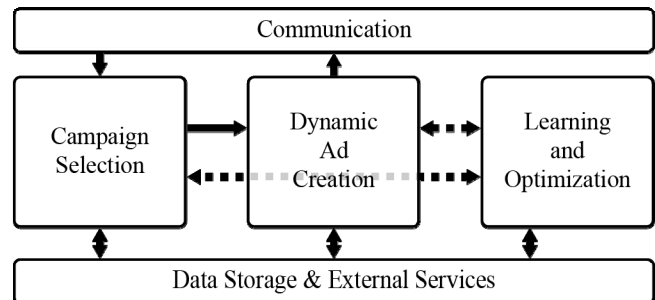 Communication
Campaign
Selection
Dynamic
Ad
Creation
Learning
and
Optimization
Data Storage & External Services